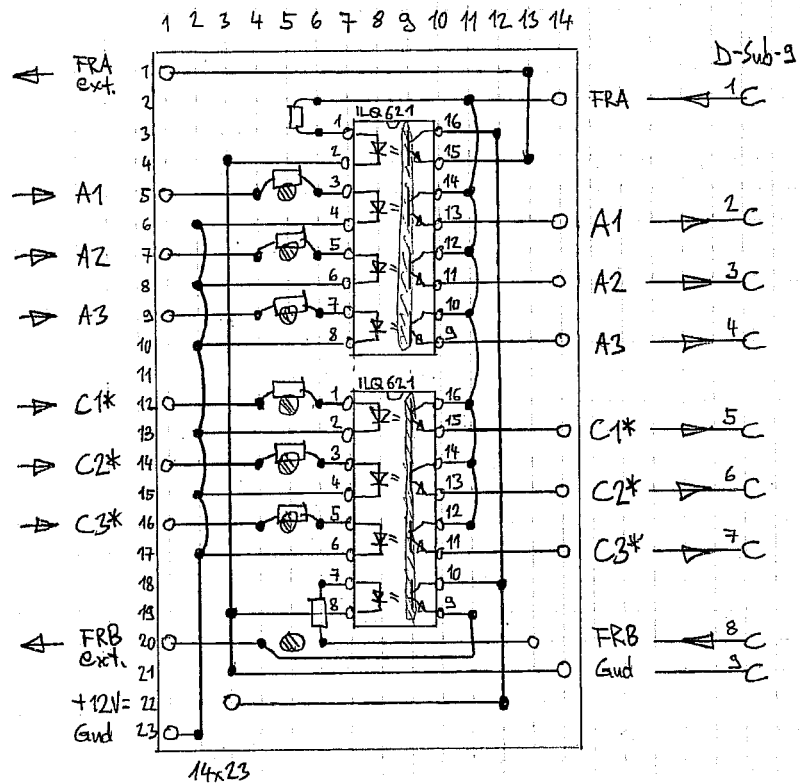 1 2 3 4 5 6 7 8 9 10 11 12 13 14
D-Sub-9
FRA ext. 1
2 FRA 1
ILQ621
3 1 16
4 2 15
A1 5 3 14
6 4 13 A1 2
A2 7 5 12
8 6 11 A2 3
A3 9 7 10
10 8 9 A3 4
11
ILQ621
C1* 12 1 16
13 2 15 C1* 5
C2* 14 3 14
15 4 13 C2* 6
C3* 16 5 12
17 6 11 C3* 7
18 7 10
19 8 9
FRB ext. 20 FRB 8
21 Gnd 9
+12V= 22
Gnd 23
14x23